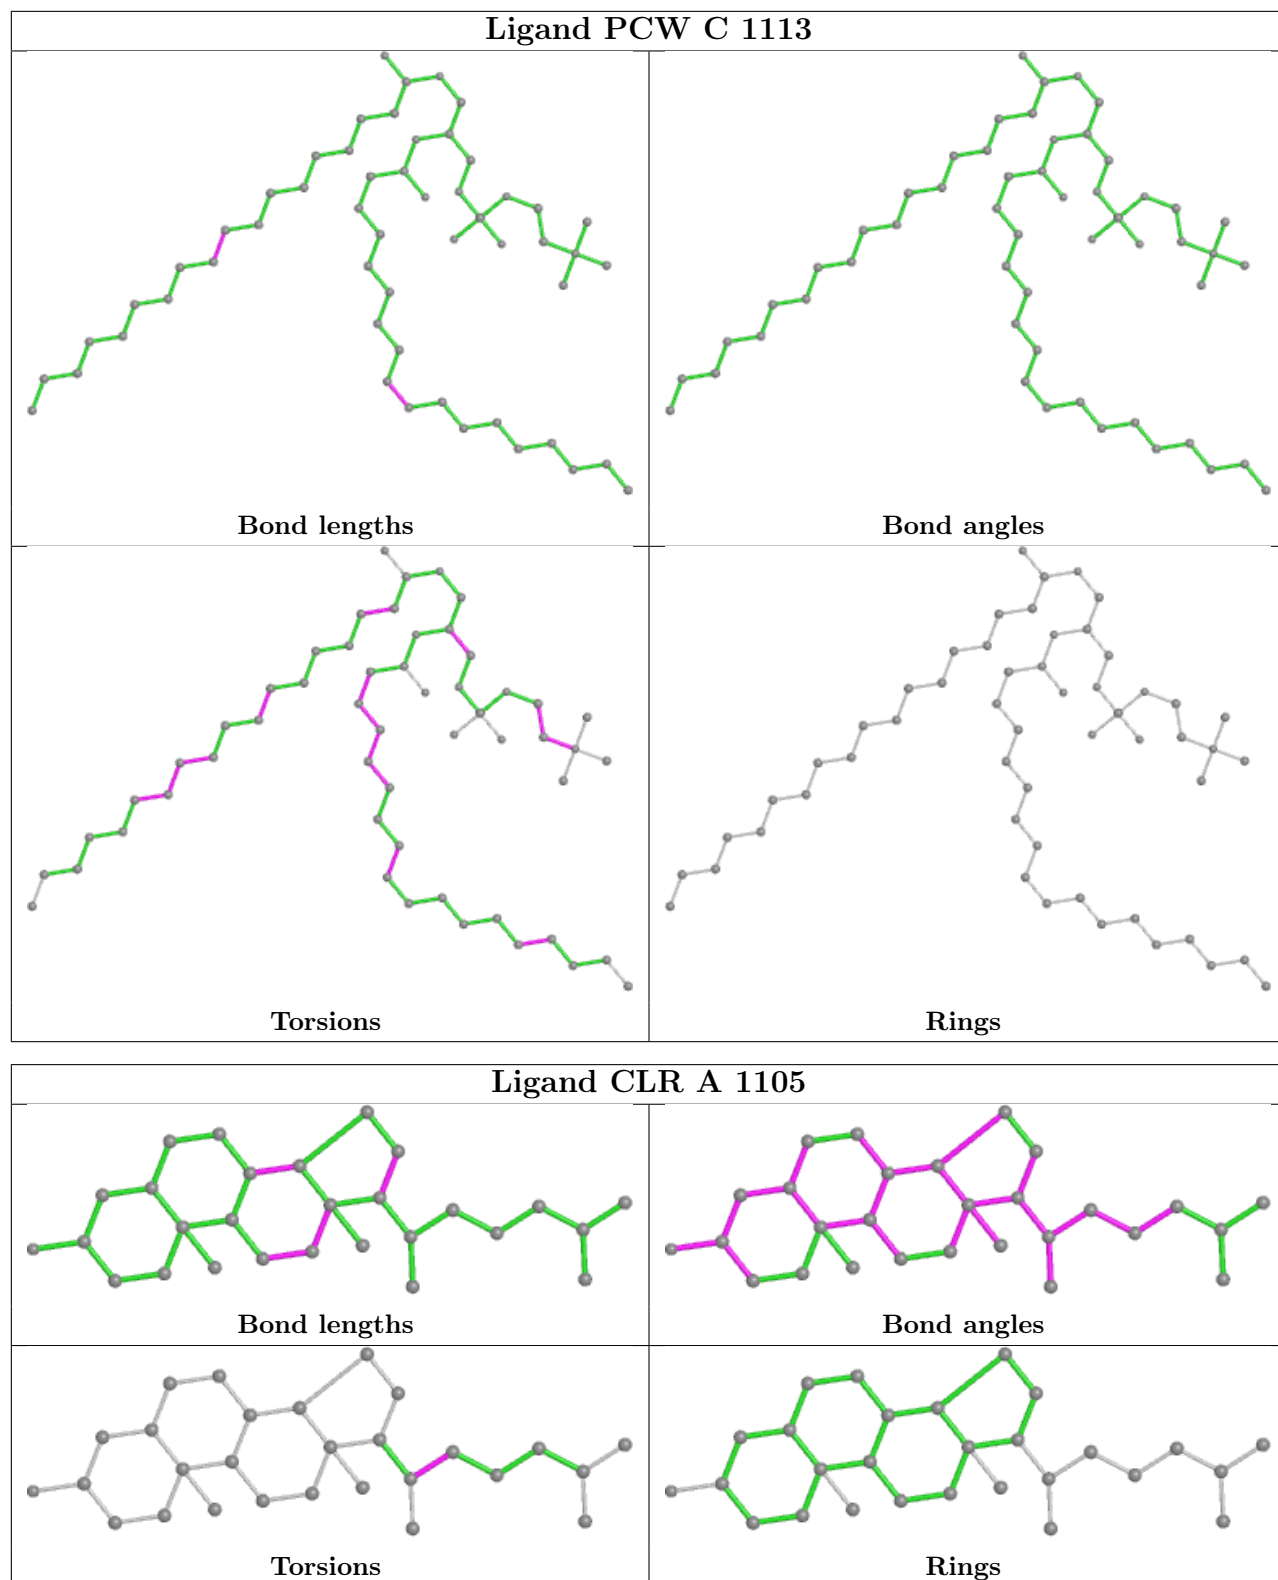 Ligand PCW C 1113
Bond lengths
Bond angles
Torsions
Rings
Ligand CLR A 1105
Bond lengths
Bond angles
Torsions
Rings